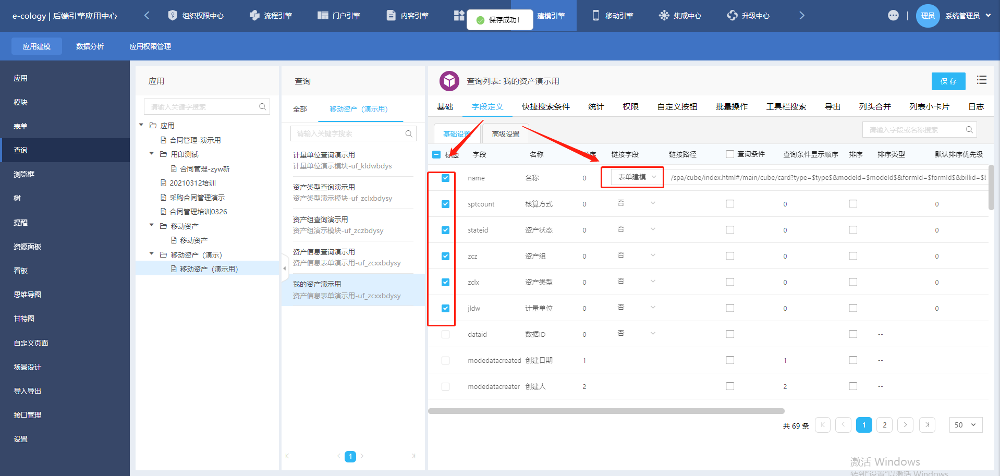 e-cology | 后端引擎应用中心
组织权限中心
流程引擎
门户引擎
内容引擎
保存成功！
建模引擎
移动引擎
集成中心
升级中心
理员
系统管理员
应用建模
数据分析
应用权限管理
应用
模块
表单
查询
浏览框
树
提醒
资源面板
看板
思维导图
甘特图
自定义页面
场景设计
导入导出
接口管理
设置
应用
请输入关键字搜索
应用
合同管理-演示用
用印测试
合同管理-zyw新
20210312培训
采购合同管理演示
合同管理培训0326
移动资产
移动资产
移动资产（演示）
移动资产（演示用）
查询
全部
移动资产（演示用）
请输入关键字搜索
计量单位查询演示用
计量单位演示模块-uf_kldwbdys
资产类型查询演示用
资产类型演示模块-uf_zclxbdysy
资产组查询演示用
资产组演示模块-uf_zczbdysy
资产信息查询演示用
资产信息表单演示用-uf_zcxxbdysy
我的资产演示用
资产信息表单演示用-uf_zcxxbdysy
1
查询列表: 我的资产演示用
保 存
基础 字段定义 快捷搜索条件 统计 权限 自定义按钮 批量操作 工具栏搜索 导出 列头合并 列表小卡片 日志
基础设置
高级设置
请输入字段或名称搜索
标题 字段 名称 顺序 链接字段 链接路径 查询条件 查询条件显示顺序 排序 排序类型 默认排序优先级
name 名称 0 表单建模 /spa/cube/index.html#/main/cube/card?type=$type$&modeId=$modeId$&formId=$formId$&billid=$b
sptcount 核算方式 0 否 0 0
stateid 资产状态 0 否 0 0
zcz 资产组 0 否 0 0
zclx 资产类型 0 否 0 0
jldw 计量单位 0 否 0 0
dataid 数据ID 0 否 --
modedatacreated 创建日期 1 1 --
modedatacreater 创建人 2 2 --
共 69 条
1
2
50
激活 Windows
转到"设置"以激活 Windows